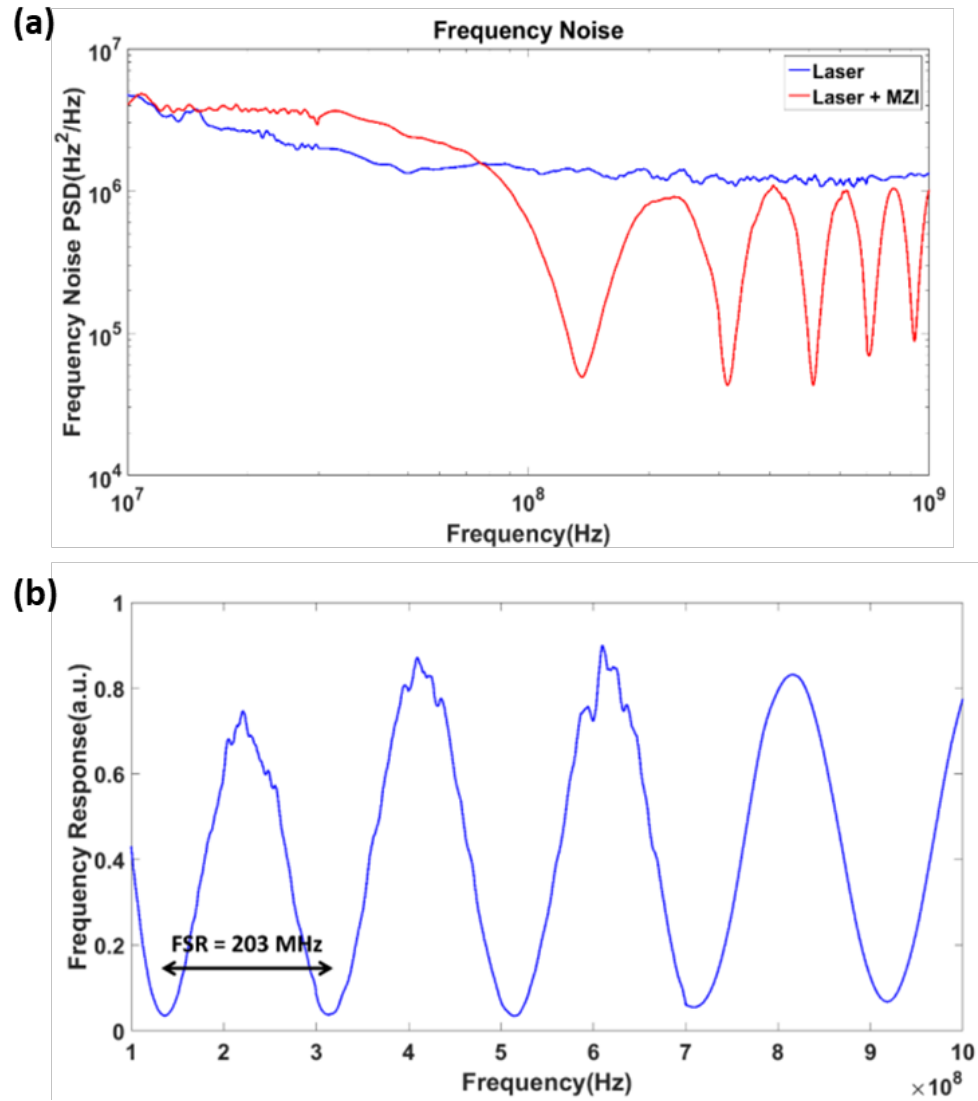 (a)
Frequency Noise
10^7
10^6
10^5
10^4
Frequency Noise PSD(Hz^2/Hz)
Laser
Laser + MZI
10^7 10^8 10^9
Frequency(Hz)
(b)
1
0.8
0.6
0.4
0.2
0
Frequency Response(a.u.)
FSR = 203 MHz
1 2 3 4 5 6 7 8 9 10
Frequency(Hz)
×10^8